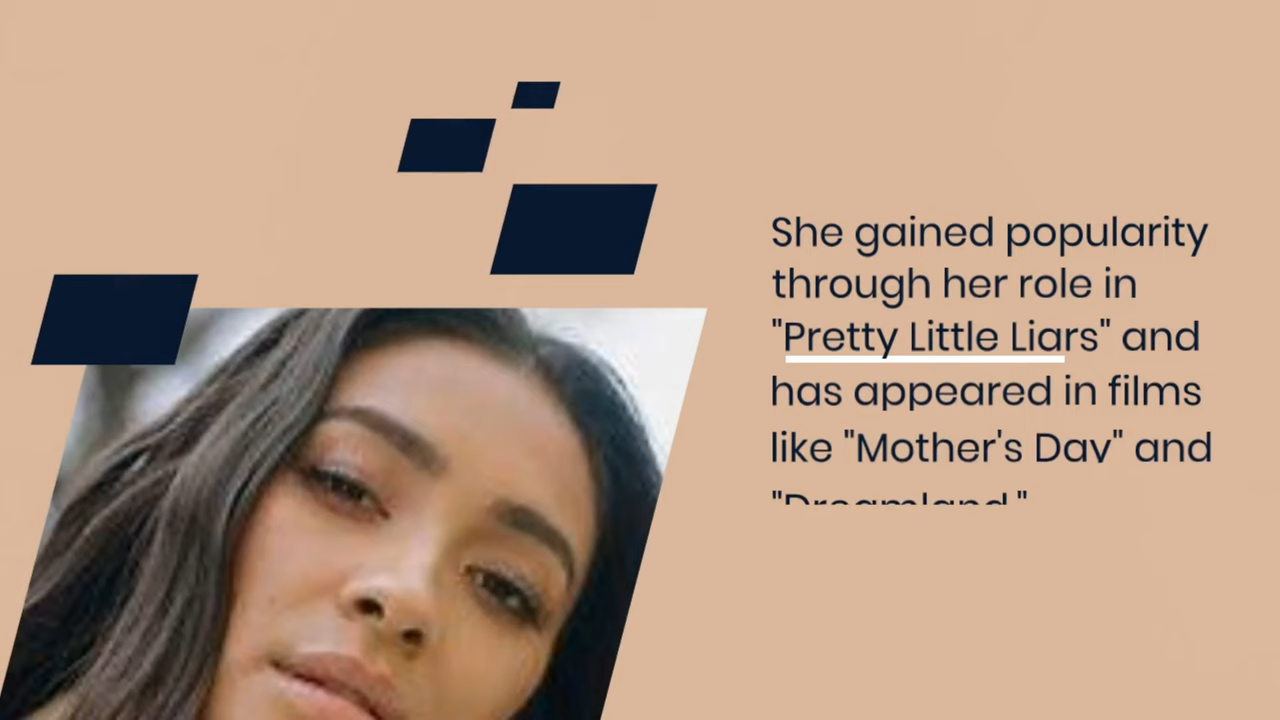 She gained popularity
through her role in
"Pretty Little Liars" and
has appeared in films
like "Mother's Day" and
"Dreamland."